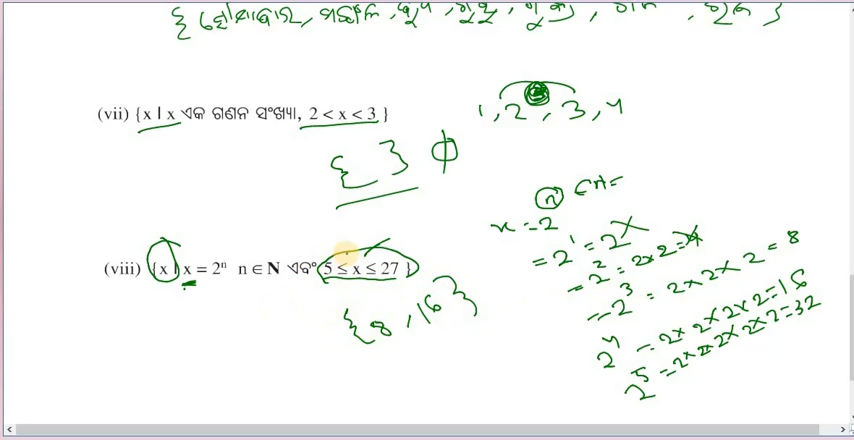 (vii) {x | x ଏକ ଗଣନ ସଂଖ୍ୟା, 2 < x < 3 }
1, 2, 3, 4
{ } ϕ
x = 2
= 2¹ = 2
= 2² = 2×2 = 4
= 2³ = 2 × 2 × 2 = 8
2⁴ = 2× 2× 2× 2 = 16
2⁵ = 2× 2× 2× 2× 2 = 32
(viii) {x | x = 2ⁿ n ∈ N ଏବଂ 5 ≤ x ≤ 27 }
{8, 16}